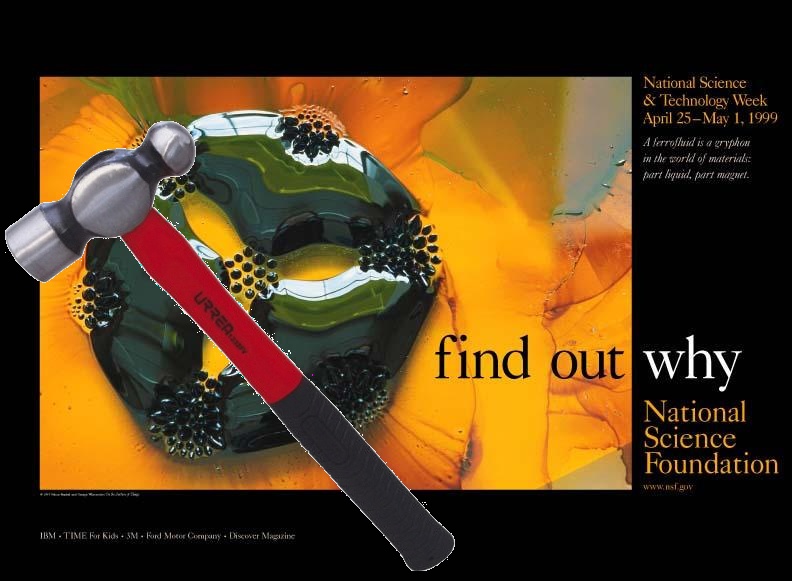 National Science
& Technology Week
April 25–May 1, 1999
A ferrofluid is a gryphon
in the world of materials:
part liquid, part magnet.
URREA
find out why
National
Science
Foundation
www.nsf.gov
IBM • TIME For Kids • 3M • Ford Motor Company • Discover Magazine